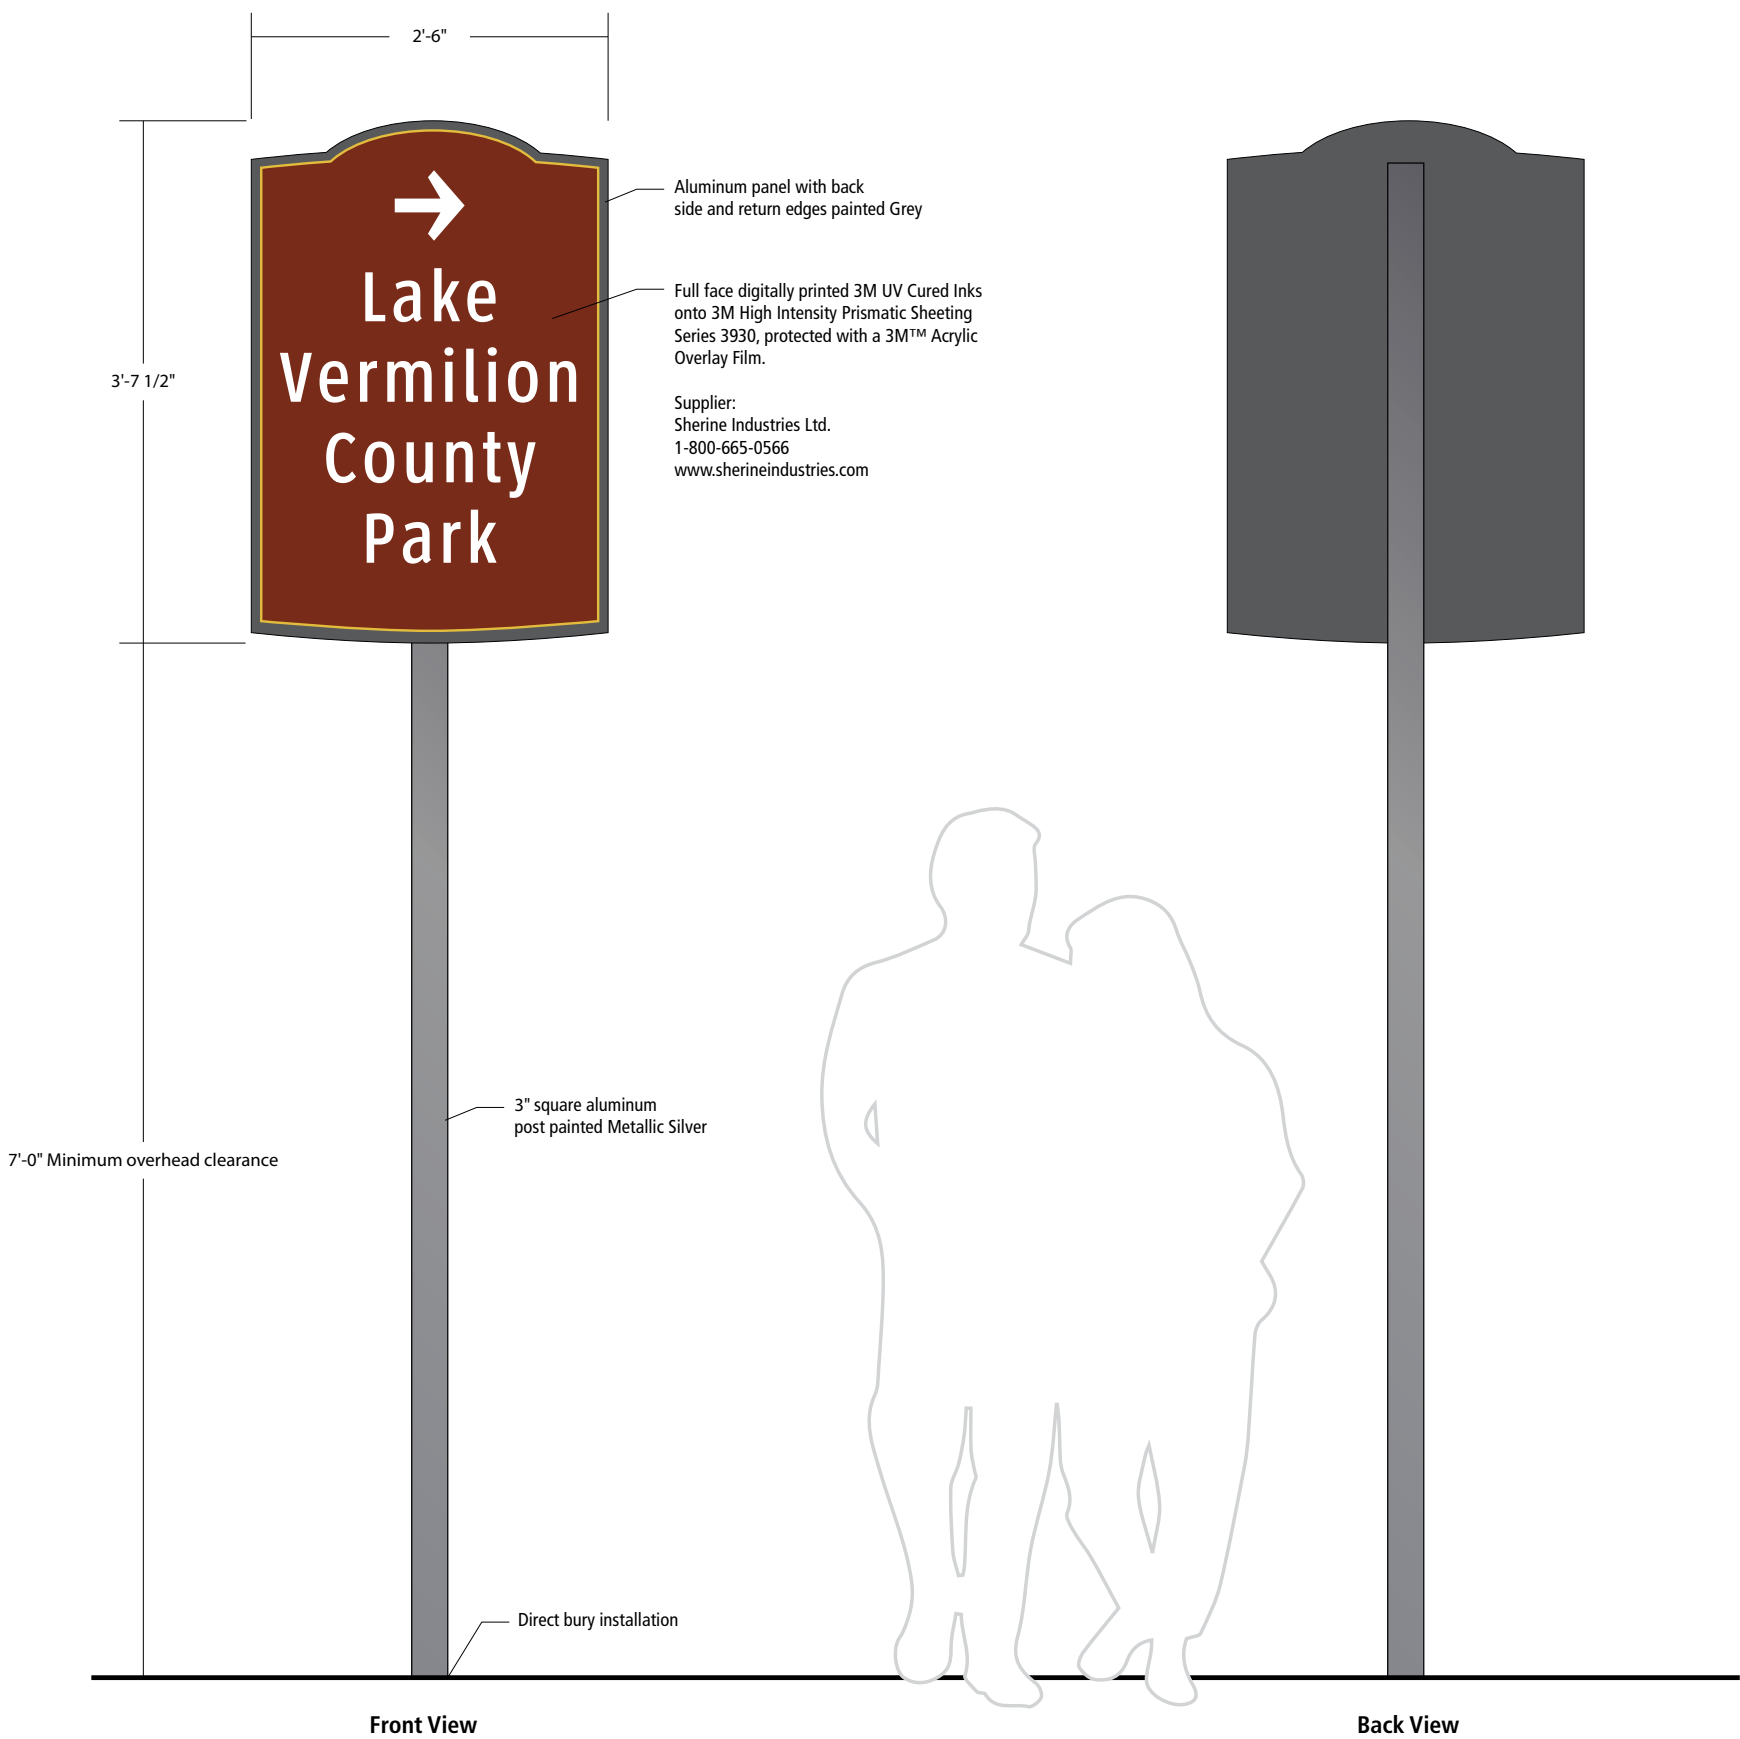 2'-6"
Lake
Vermilion
County
Park
3'-7 1/2"
Aluminum panel with back
side and return edges painted Grey
Full face digitally printed 3M UV Cured Inks
onto 3M High Intensity Prismatic Sheeting
Series 3930, protected with a 3M™ Acrylic
Overlay Film.
Supplier:
Sherine Industries Ltd.
1-800-665-0566
www.sherineindustries.com
3" square aluminum
post painted Metallic Silver
7'-0" Minimum overhead clearance
Direct bury installation
Front View
Back View